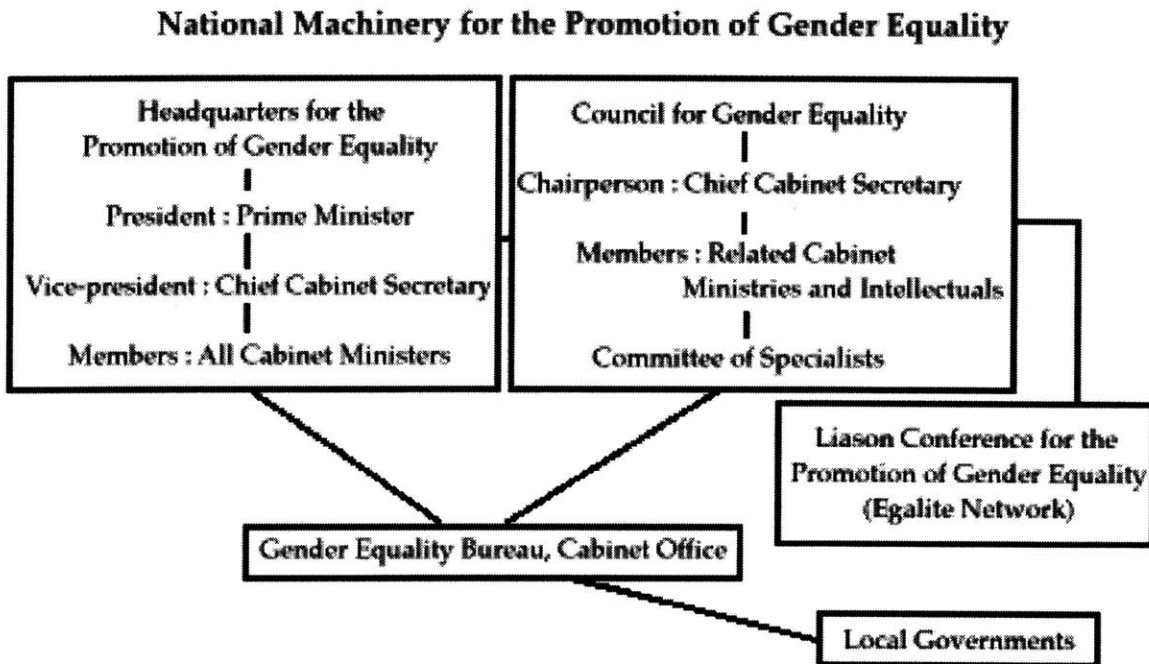 National Machinery for the Promotion of Gender Equality
Headquarters for the
Promotion of Gender Equality
President : Prime Minister
Vice-president : Chief Cabinet Secretary
Members : All Cabinet Ministers
Council for Gender Equality
Chairperson : Chief Cabinet Secretary
Members : Related Cabinet
Ministries and Intellectuals
Committee of Specialists
Liason Conference for the
Promotion of Gender Equality
(Egalite Network)
Gender Equality Bureau, Cabinet Office
Local Governments